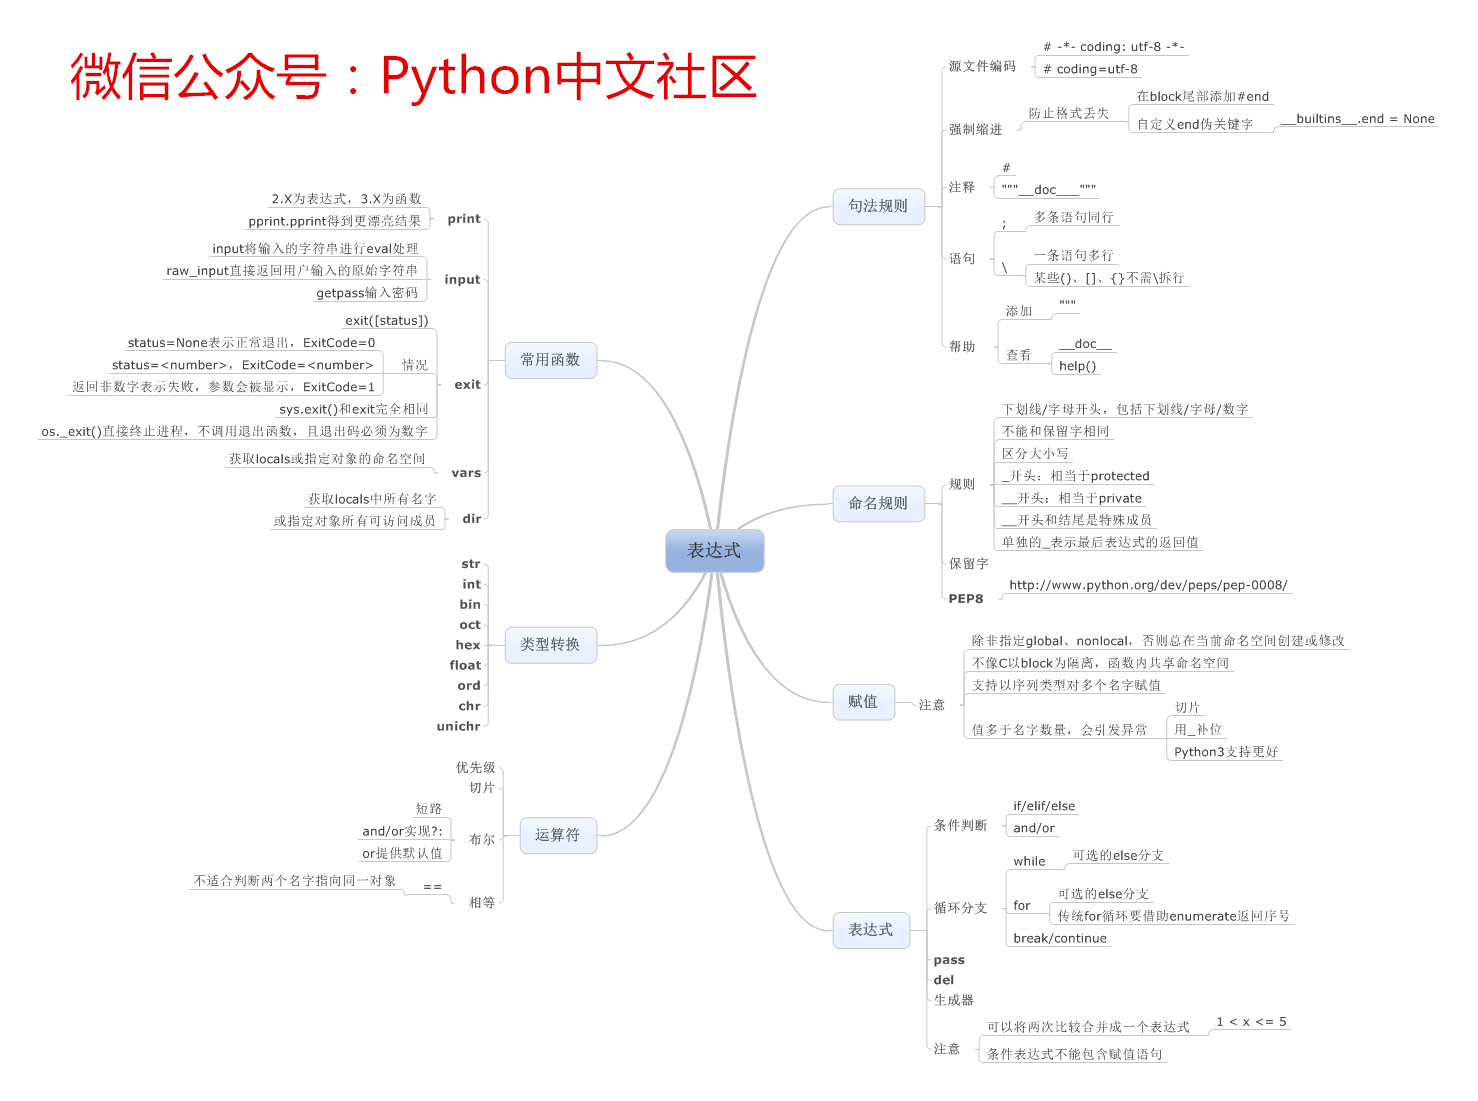 微信公众号：Python中文社区
表达式
句法规则
源文件编码
# -*- coding: utf-8 -*-
# coding=utf-8
强制缩进
防止格式丢失
在block尾部添加#end
自定义end伪关键字
__builtins__.end = None
注释
#
"""__doc___"""
语句
;
多条语句同行
\
一条语句多行
某些()、[]、{}不需\拆行
帮助
添加
"""
查看
__doc__
help()
命名规则
规则
下划线/字母开头，包括下划线/字母/数字
不能和保留字相同
区分大小写
_开头：相当于protected
__开头：相当于private
__开头和结尾是特殊成员
单独的_表示最后表达式的返回值
保留字
PEP8
http://www.python.org/dev/peps/pep-0008/
赋值
注意
除非指定global、nonlocal，否则总在当前命名空间创建或修改
不像C以block为隔离，函数内共享命名空间
支持以序列类型对多个名字赋值
值多于名字数量，会引发异常
切片
用_补位
Python3支持更好
表达式
条件判断
if/elif/else
and/or
循环分支
while
可选的else分支
for
可选的else分支
传统for循环要借助enumerate返回序号
break/continue
pass
del
生成器
注意
可以将两次比较合并成一个表达式
1 < x <= 5
条件表达式不能包含赋值语句
常用函数
print
2.X为表达式，3.X为函数
pprint.pprint得到更漂亮结果
input
input将输入的字符串进行eval处理
raw_input直接返回用户输入的原始字符串
getpass输入密码
exit
exit([status])
情况
status=None表示正常退出，ExitCode=0
status=<number>，ExitCode=<number>
返回非数字表示失败，参数会被显示，ExitCode=1
sys.exit()和exit完全相同
os._exit()直接终止进程，不调用退出函数，且退出码必须为数字
vars
获取locals或指定对象的命名空间
dir
获取locals中所有名字
或指定对象所有可访问成员
类型转换
str
int
bin
oct
hex
float
ord
chr
unichr
运算符
优先级
切片
布尔
短路
and/or实现?:
or提供默认值
相等
==
不适合判断两个名字指向同一对象